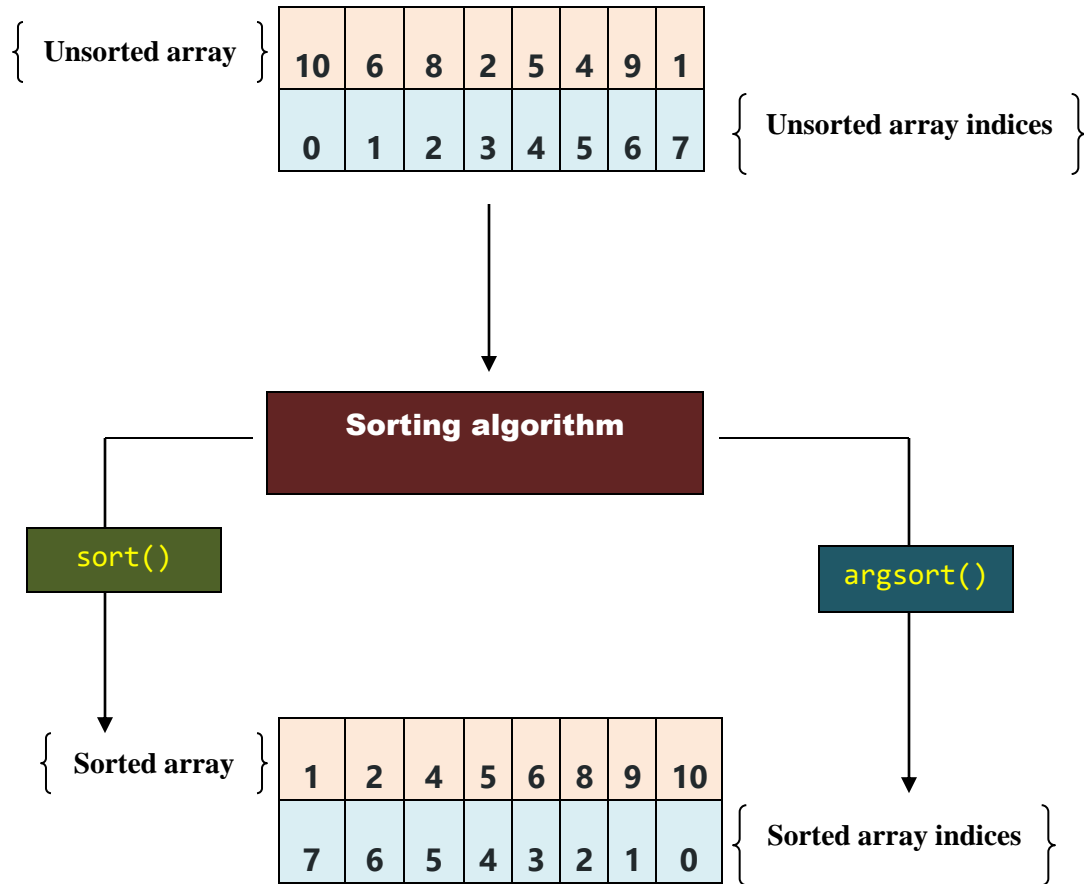 Unsorted array
10 6 8 2 5 4 9 1
0 1 2 3 4 5 6 7
Unsorted array indices
Sorting algorithm
sort()
argsort()
Sorted array
1 2 4 5 6 8 9 10
7 6 5 4 3 2 1 0
Sorted array indices